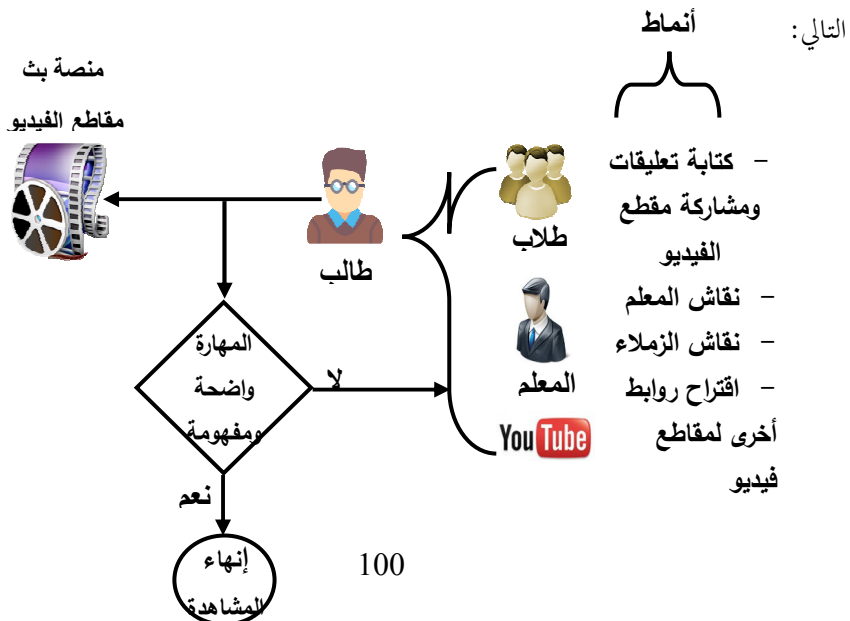 التالي:
أنماط
منصة بث
مقاطع الفيديو
- كتابة تعليقات
ومشاركة مقطع
الفيديو
- نقاش المعلم
- نقاش الزملاء
- اقتراح روابط
أخرى لمقاطع
فيديو
طلاب
المعلم
YouTube
طالب
المهارة
واضحة
ومفهومة
لا
نعم
إنهاء
المشاهدة
100